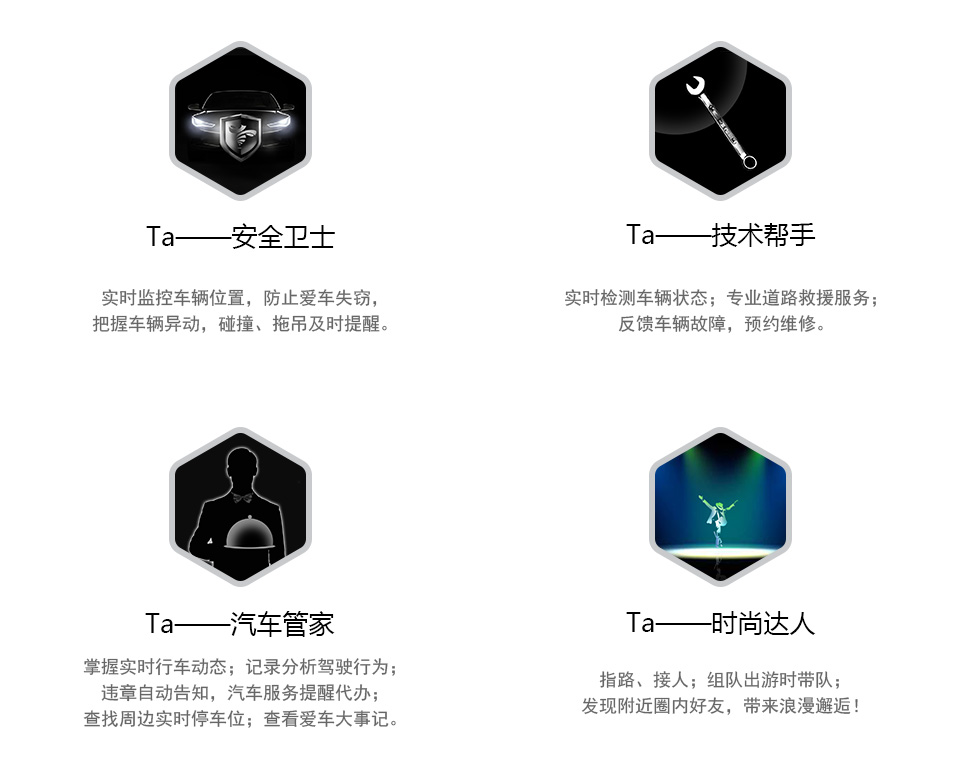 Ta——安全卫士
实时监控车辆位置，防止爱车失窃，
把握车辆异动，碰撞、拖吊及时提醒。
Ta——技术帮手
实时检测车辆状态；专业道路救援服务；
反馈车辆故障，预约维修。
Ta——汽车管家
掌握实时行车动态；记录分析驾驶行为；
违章自动告知，汽车服务提醒代办；
查找周边实时停车位；查看爱车大事记。
Ta——时尚达人
指路、接人；组队出游时带队；
发现附近圈内好友，带来浪漫邂逅！